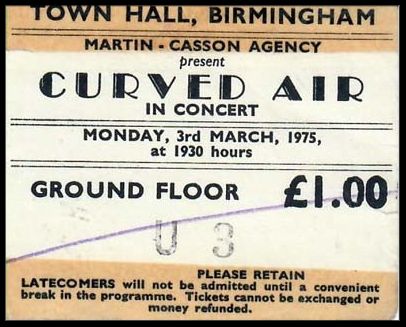 TOWN HALL, BIRMINGHAM
MARTIN - CASSON AGENCY
present
CURVED AIR
IN CONCERT
MONDAY, 3rd MARCH, 1975,
at 1930 hours
GROUND FLOOR £1.00
U 3
PLEASE RETAIN
LATECOMERS will not be admitted until a convenient
break in the programme. Tickets cannot be exchanged or
money refunded.